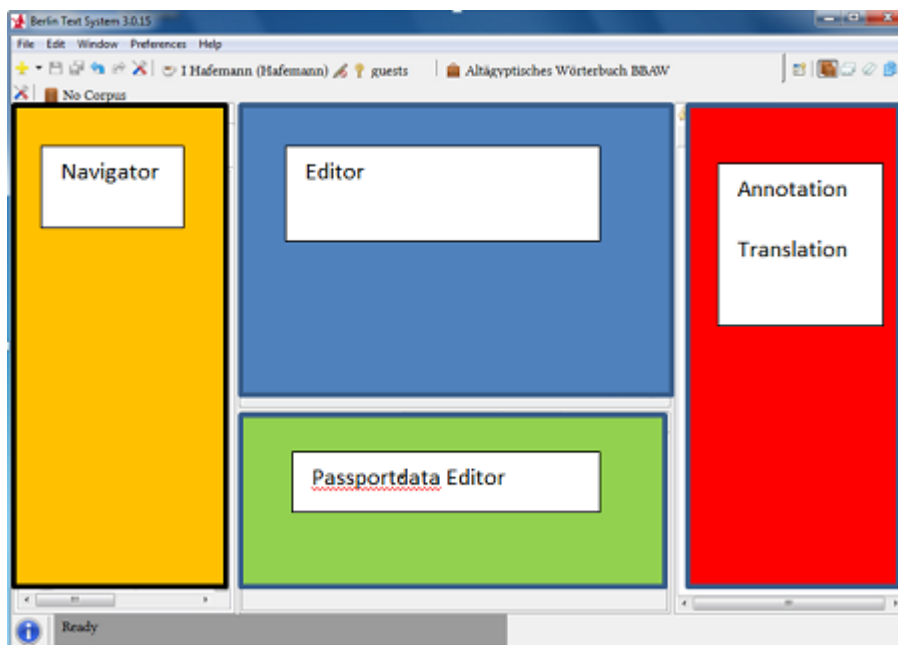 Berlin Text System 3.0.15
File Edit Window Preferences Help
I Hafemann (Hafemann) guests Altägyptisches Wörterbuch BBAW
No Corpus
Navigator
Editor
Passportdata Editor
Annotation
Translation
Ready